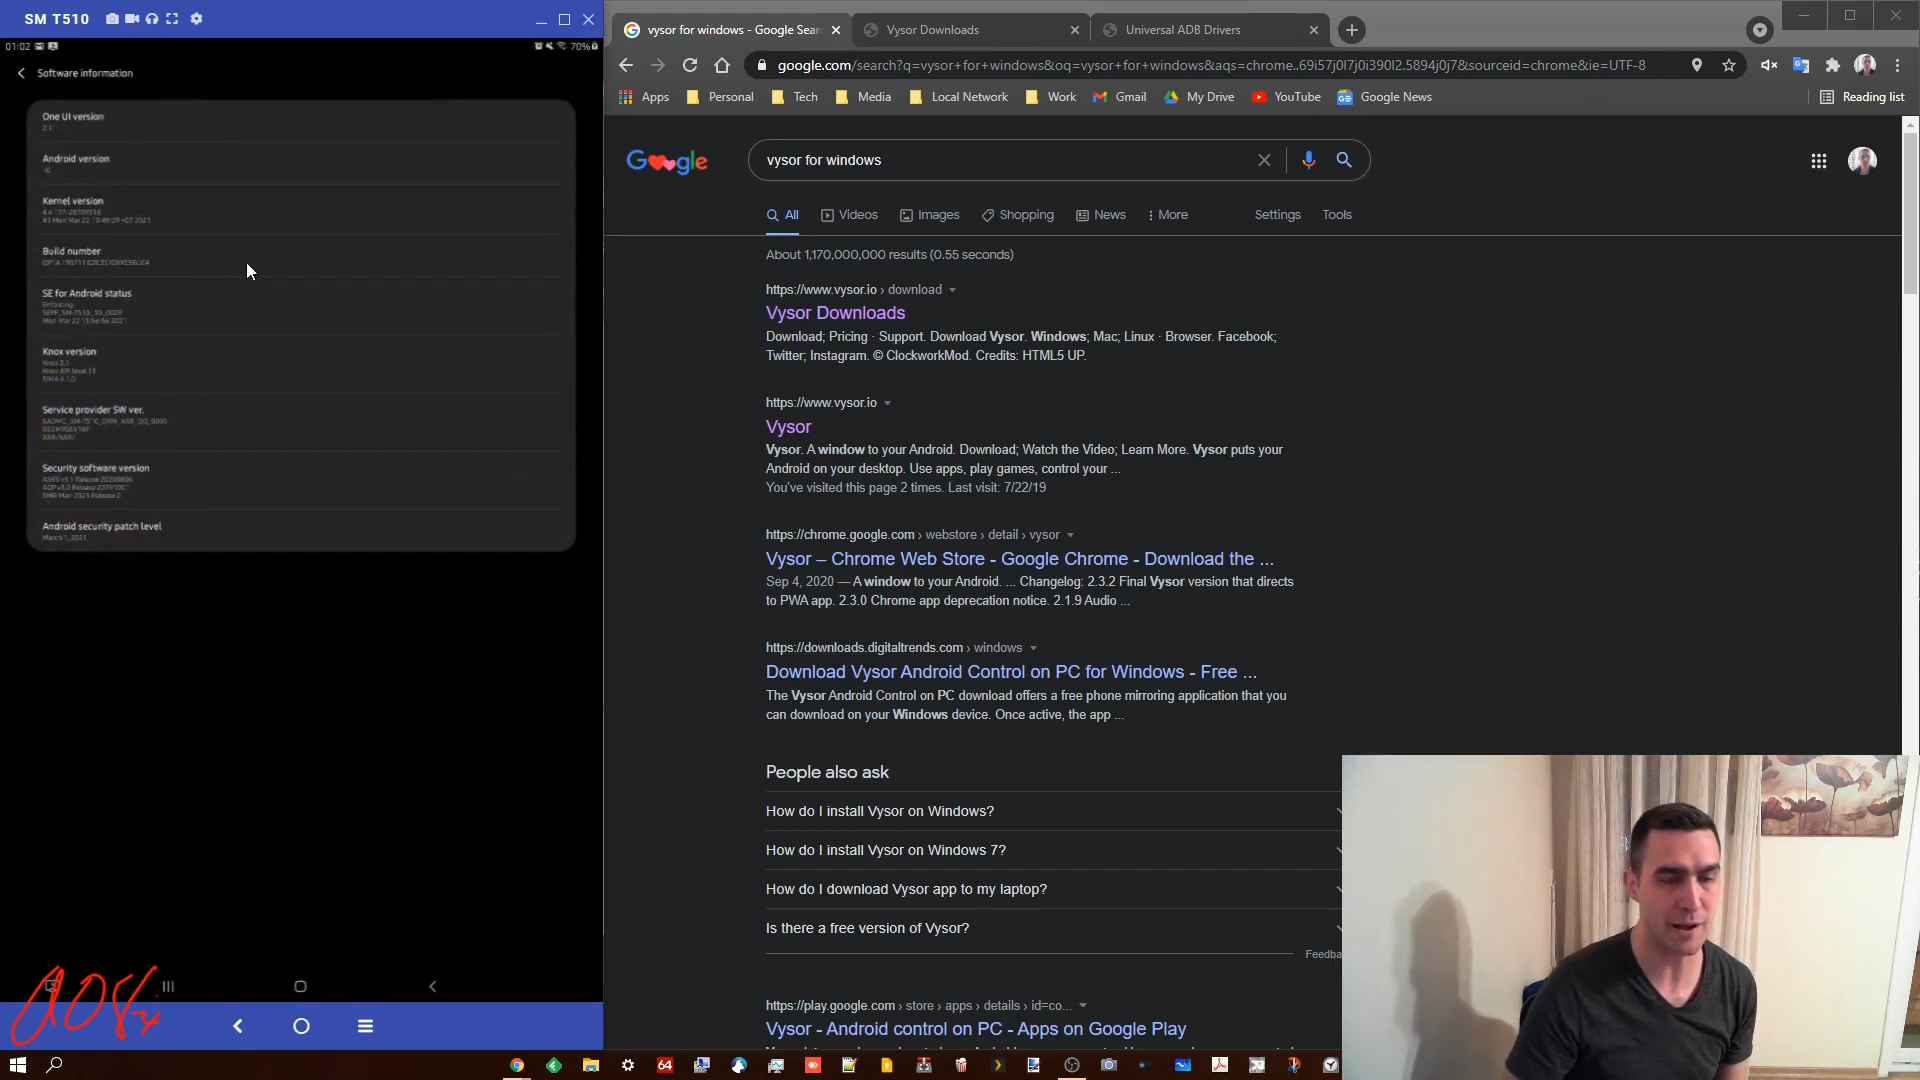 SM T510
01:02
70%
Software information
One UI version
2.1
Android version
10
Kernel version
Build number
SE for Android status
Enforcing
Knox version
Knox 3.5
Service provider SW ver.
Security software version
Android security patch level
March 1, 2021
vysor for windows - Google Sear
Vysor Downloads
Universal ADB Drivers
google.com/search?q=vysor+for+windows&oq=vysor+for+windows&aqs=chrome..69i57j0l7j0i390l2.5894j0j7&sourceid=chrome&ie=UTF-8
Apps
Personal
Tech
Media
Local Network
Work
Gmail
My Drive
YouTube
Google News
Reading list
vysor for windows
All
Videos
Images
Shopping
News
More
Settings
Tools
About 1,170,000,000 results (0.55 seconds)
https://www.vysor.io › download
Vysor Downloads
Download; Pricing · Support. Download Vysor. Windows; Mac; Linux · Browser. Facebook;
Twitter; Instagram. © ClockworkMod. Credits: HTML5 UP.
https://www.vysor.io
Vysor
Vysor. A window to your Android. Download; Watch the Video; Learn More. Vysor puts your
Android on your desktop. Use apps, play games, control your ...
You've visited this page 2 times. Last visit: 7/22/19
https://chrome.google.com › webstore › detail › vysor
Vysor – Chrome Web Store - Google Chrome - Download the ...
Sep 4, 2020 — A window to your Android. ... Changelog: 2.3.2 Final Vysor version that directs
to PWA app. 2.3.0 Chrome app deprecation notice. 2.1.9 Audio ...
https://downloads.digitaltrends.com › windows
Download Vysor Android Control on PC for Windows - Free ...
The Vysor Android Control on PC download offers a free phone mirroring application that you
can download on your Windows device. Once active, the app ...
People also ask
How do I install Vysor on Windows?
How do I install Vysor on Windows 7?
How do I download Vysor app to my laptop?
Is there a free version of Vysor?
Feedba
https://play.google.com › store › apps › details › id=co...
Vysor - Android control on PC - Apps on Google Play
64